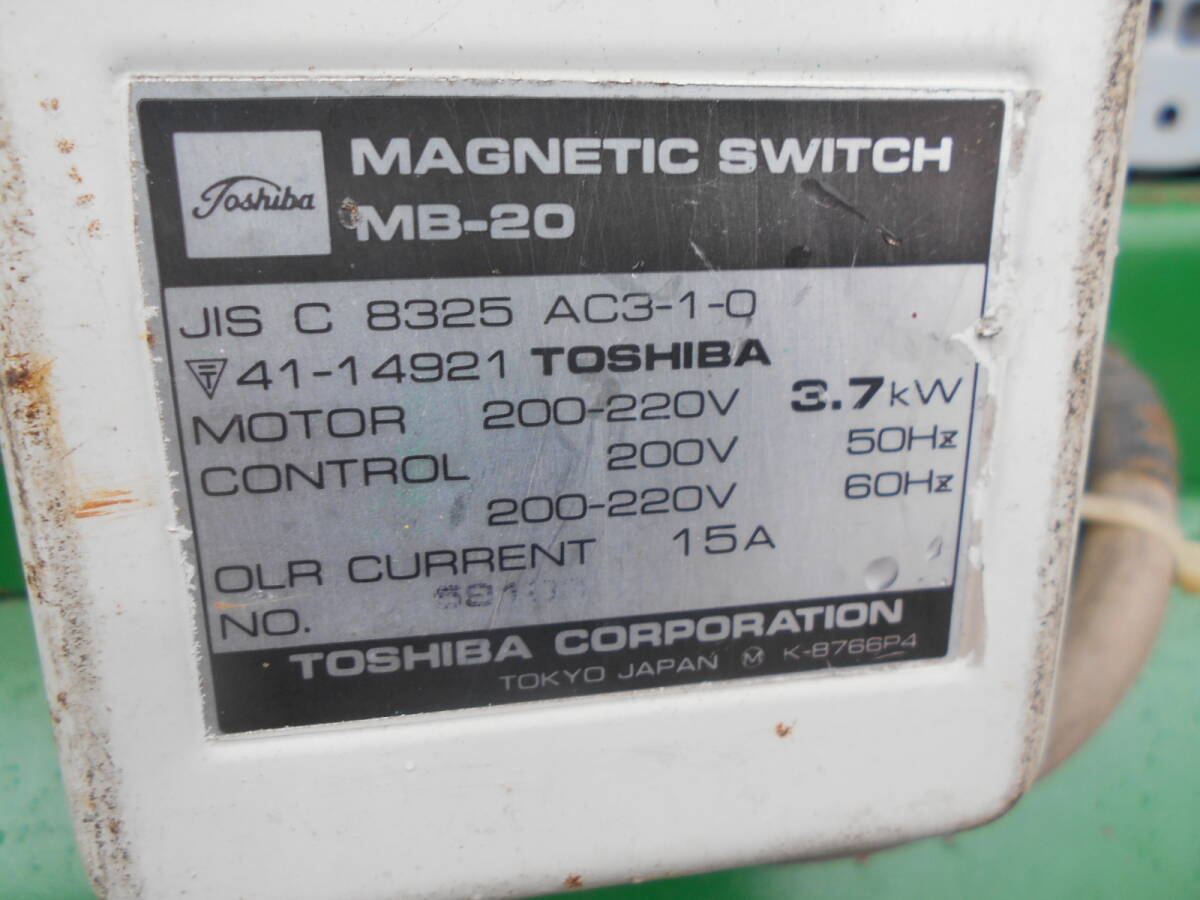 Toshiba
MAGNETIC SWITCH
MB-20
JIS C 8325 AC3-1-0
41-14921 TOSHIBA
MOTOR 200-220V 3.7kW
CONTROL 200V 50Hz
200-220V 60Hz
OLR CURRENT 15A
NO.
TOSHIBA CORPORATION
TOKYO JAPAN M K-8766P4